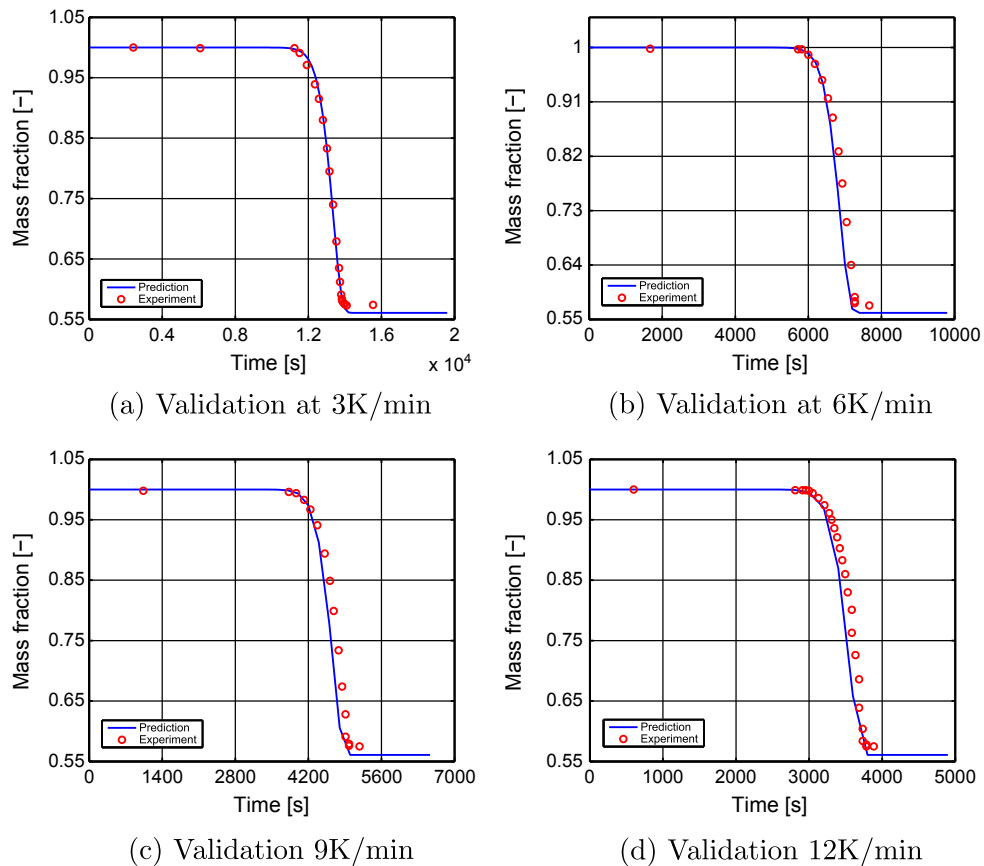 1.05
0.95
0.85
0.75
0.65
0.55
Mass fraction [−]
Prediction
Experiment
0 0.4 0.8 1.2 1.6 2
x 10⁴
Time [s]
(a) Validation at 3K/min
1
0.91
0.82
0.73
0.64
0.55
Mass fraction [−]
Prediction
Experiment
0 2000 4000 6000 8000 10000
Time [s]
(b) Validation at 6K/min
1.05
0.95
0.85
0.75
0.65
0.55
Mass fraction [−]
Prediction
Experiment
0 1400 2800 4200 5600 7000
Time [s]
(c) Validation 9K/min
1.05
0.95
0.85
0.75
0.65
0.55
Mass fraction [−]
Prediction
Experiment
0 1000 2000 3000 4000 5000
Time [s]
(d) Validation 12K/min